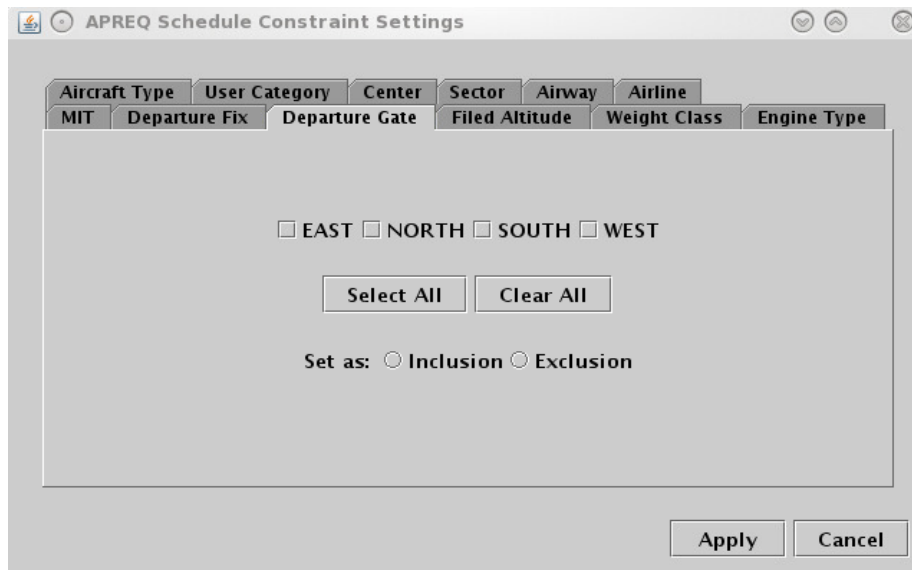 APREQ Schedule Constraint Settings
Aircraft Type User Category Center Sector Airway Airline
MIT Departure Fix Departure Gate Filed Altitude Weight Class Engine Type
EAST NORTH SOUTH WEST
Select All Clear All
Set as: Inclusion Exclusion
Apply Cancel